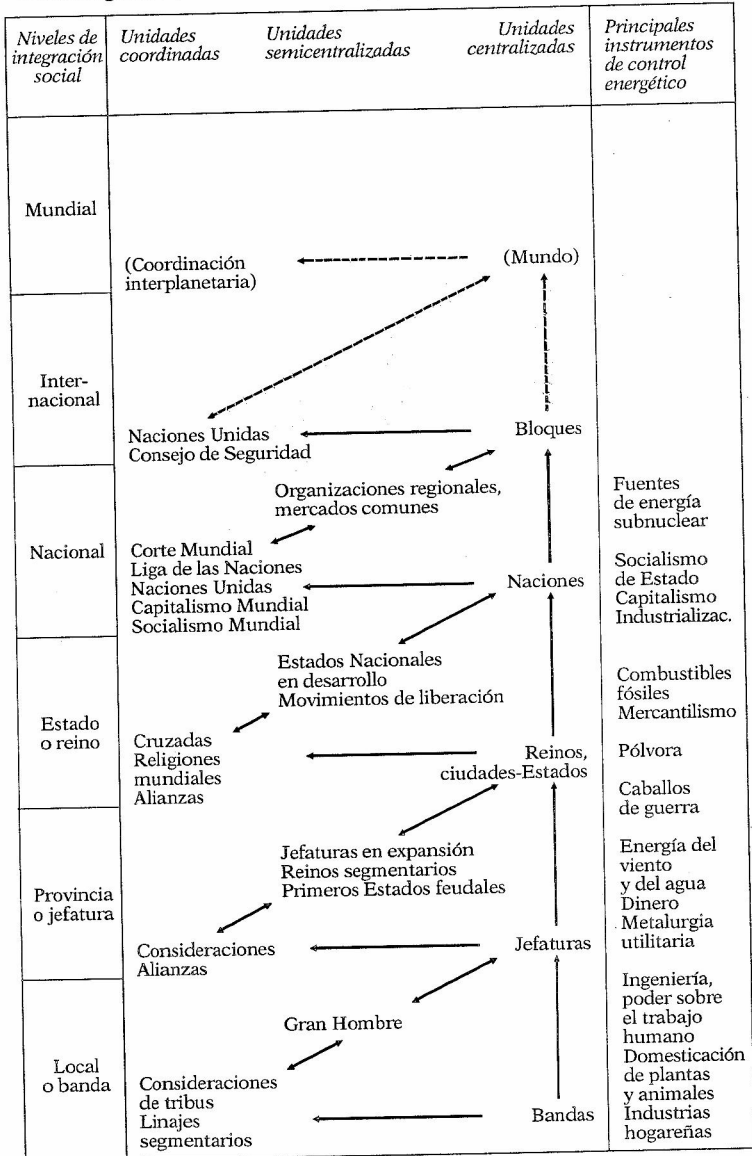 Niveles de
integración
social
Unidades
coordinadas
Unidades
semicentralizadas
Unidades
centralizadas
Principales
instrumentos
de control
energético
Mundial
(Coordinación
interplanetaria)
(Mundo)
Inter-
nacional
Naciones Unidas
Consejo de Seguridad
Bloques
Organizaciones regionales,
mercados comunes
Fuentes
de energía
subnuclear
Nacional
Corte Mundial
Liga de las Naciones
Naciones Unidas
Capitalismo Mundial
Socialismo Mundial
Naciones
Socialismo
de Estado
Capitalismo
Industrializac.
Estados Nacionales
en desarrollo
Movimientos de liberación
Combustibles
fósiles
Mercantilismo
Estado
o reino
Cruzadas
Religiones
mundiales
Alianzas
Reinos,
ciudades-Estados
Pólvora
Caballos
de guerra
Jefaturas en expansión
Reinos segmentarios
Primeros Estados feudales
Energía del
viento
y del agua
Dinero
Metalurgia
utilitaria
Provincia
o jefatura
Consideraciones
Alianzas
Jefaturas
Gran Hombre
Ingeniería,
poder sobre
el trabajo
humano
Domesticación
de plantas
y animales
Industrias
hogareñas
Local
o banda
Consideraciones
de tribus
Linajes
segmentarios
Bandas